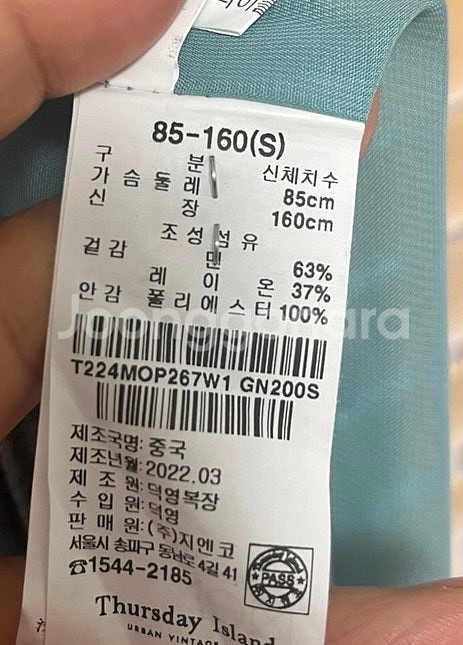 85-160(S)
구 분 신체치수
가슴둘레 85cm
신 장 160cm
조성섬유
겉감 면 63%
레이온 37%
안감 폴리에스터 100%
Joonggonara
T224MOP267W1 GN200S
제조국명: 중국
제조년월: 2022.03
제 조 원: 덕영복장
수 입 원: 덕영
판 매 원: (주)지엔코
서울시 송파구 동남로 4길 41
☎1544-2185
PASS
Thursday Island
URBAN VINTAGE